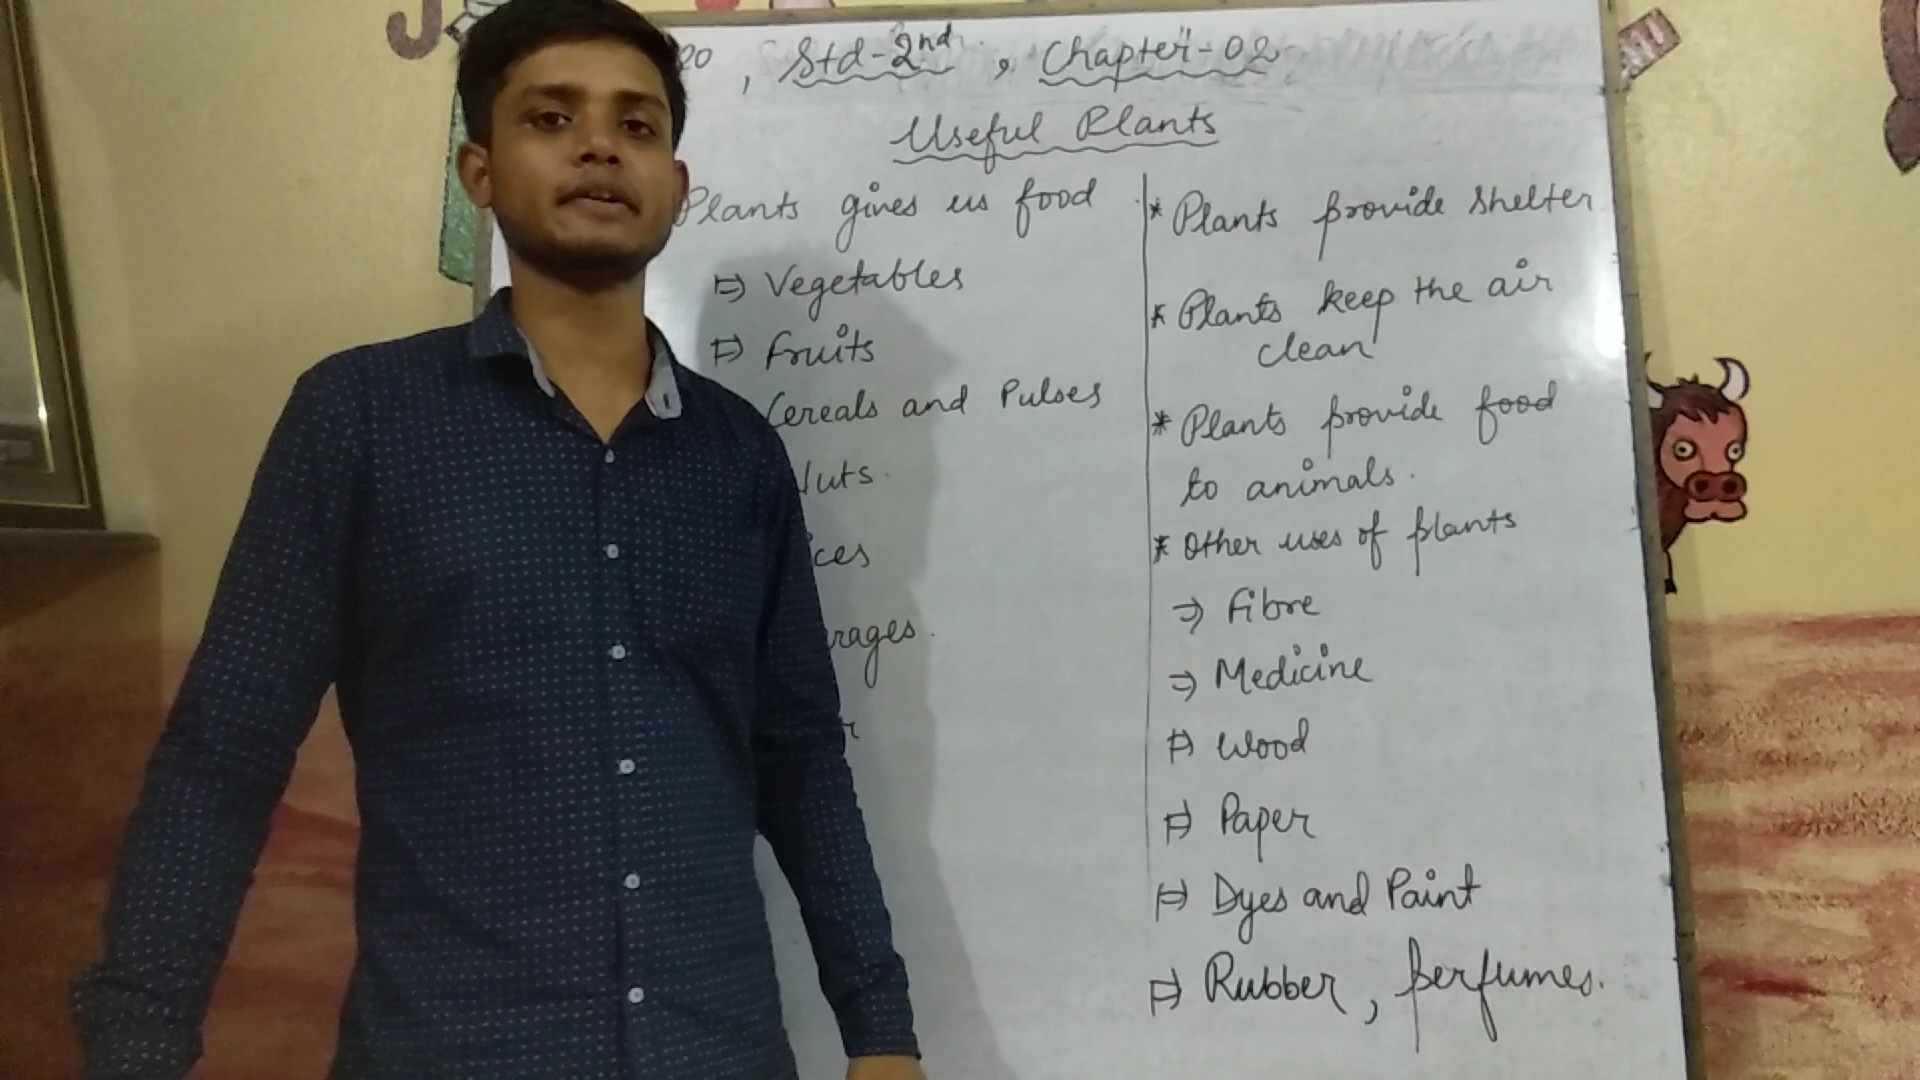 20, Std-2nd, Chapter-02
Useful Plants
Plants gives us food
⇒ Vegetables
⇒ Fruits
Cereals and Pulses
Nuts.
* Plants provide shelter
* Plants keep the air
clean
* Plants provide food
to animals.
* Other uses of plants
⇒ Fibre
⇒ Medicine
⇒ Wood
⇒ Paper
⇒ Dyes and Paint
⇒ Rubber, perfumes.